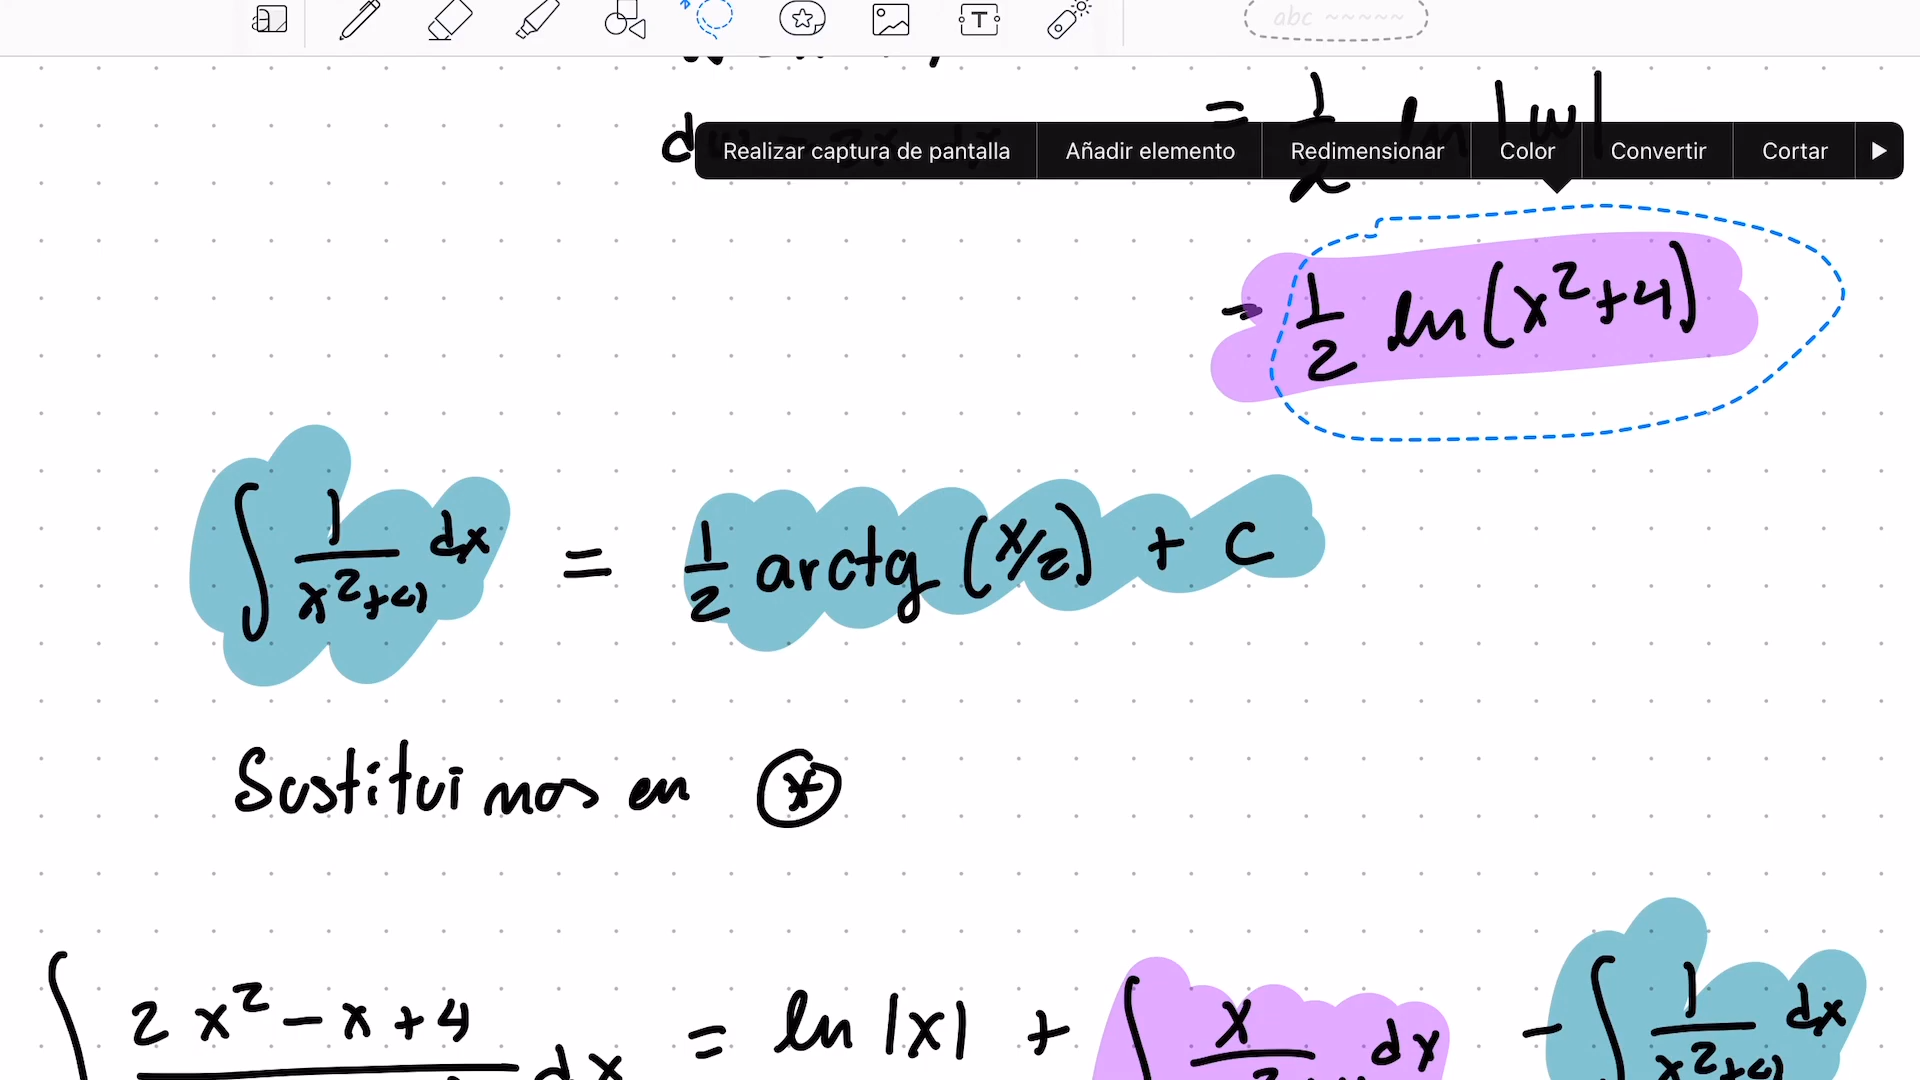 abc ~~~~~
= 1/2 ln |w|
Realizar captura de pantalla Añadir elemento Redimensionar Color Convertir Cortar ▶
= 1/2 ln(x²+4)
∫ 1/(x²+4) dx = 1/2 arctg (x/2) + C
Sustituimos en ⊛
2x² - x + 4
∫ dx = ln |x| + ∫ x dx - ∫ 1/(x²+4) dx